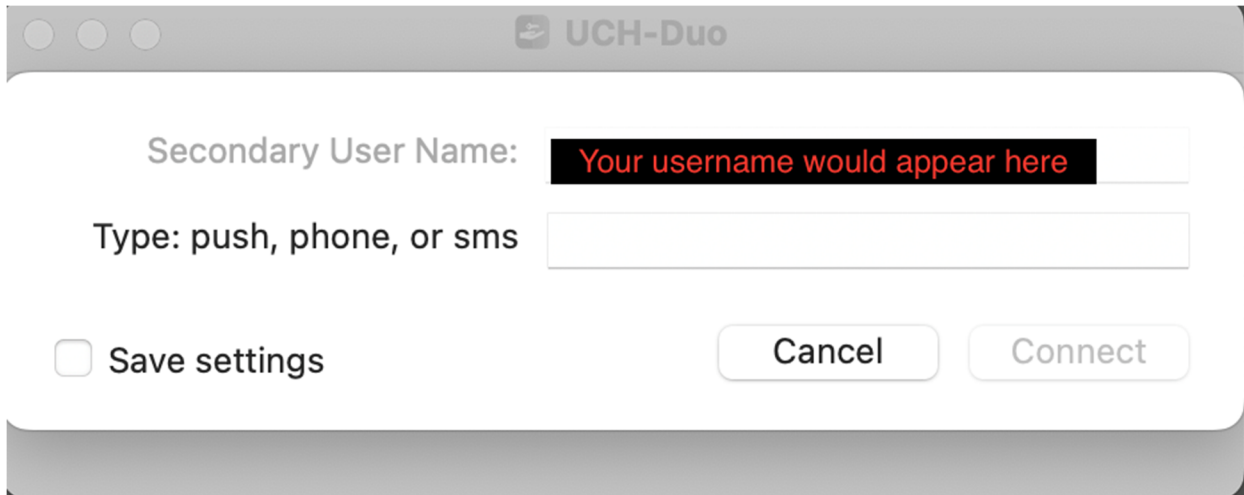 UCH-Duo
Secondary User Name: Your username would appear here
Type: push, phone, or sms
Save settings Cancel Connect